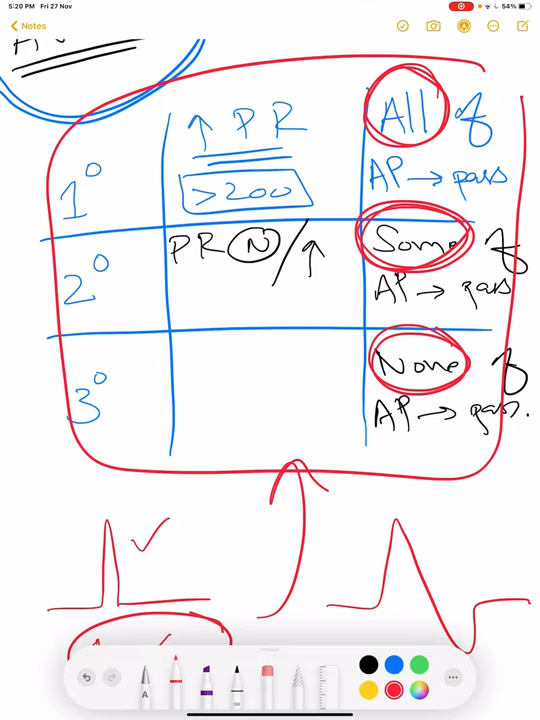 5:20 PM Fri 27 Nov
54%
Notes
↑ PR
All of
1° >200
AP → pass
PR N/↑
Some of
2°
AP → pass
None of
3°
AP → pass.
A